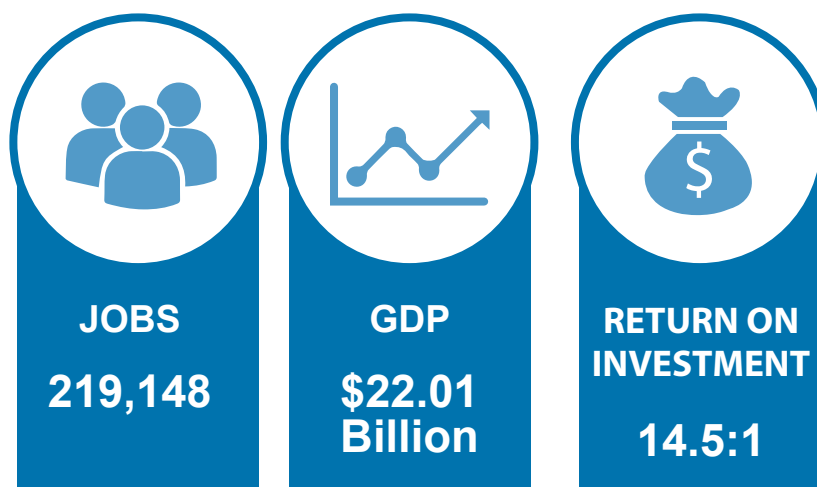 JOBS
219,148
GDP
$22.01
Billion
$
RETURN ON
INVESTMENT
14.5:1